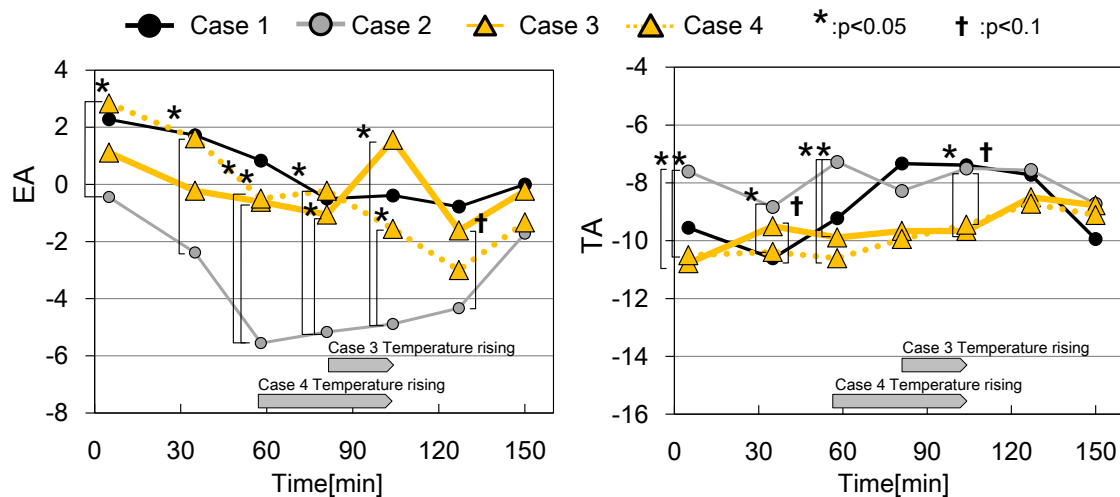 Case 1 Case 2 Case 3 Case 4 *:p<0.05 †:p<0.1
4
2
0
-2
-4
-6
-8
EA
* * * * * * * * †
Case 3 Temperature rising
Case 4 Temperature rising
0 30 60 90 120 150
Time[min]
-4
-6
-8
-10
-12
-14
-16
TA
** * † ** * †
Case 3 Temperature rising
Case 4 Temperature rising
0 30 60 90 120 150
Time[min]